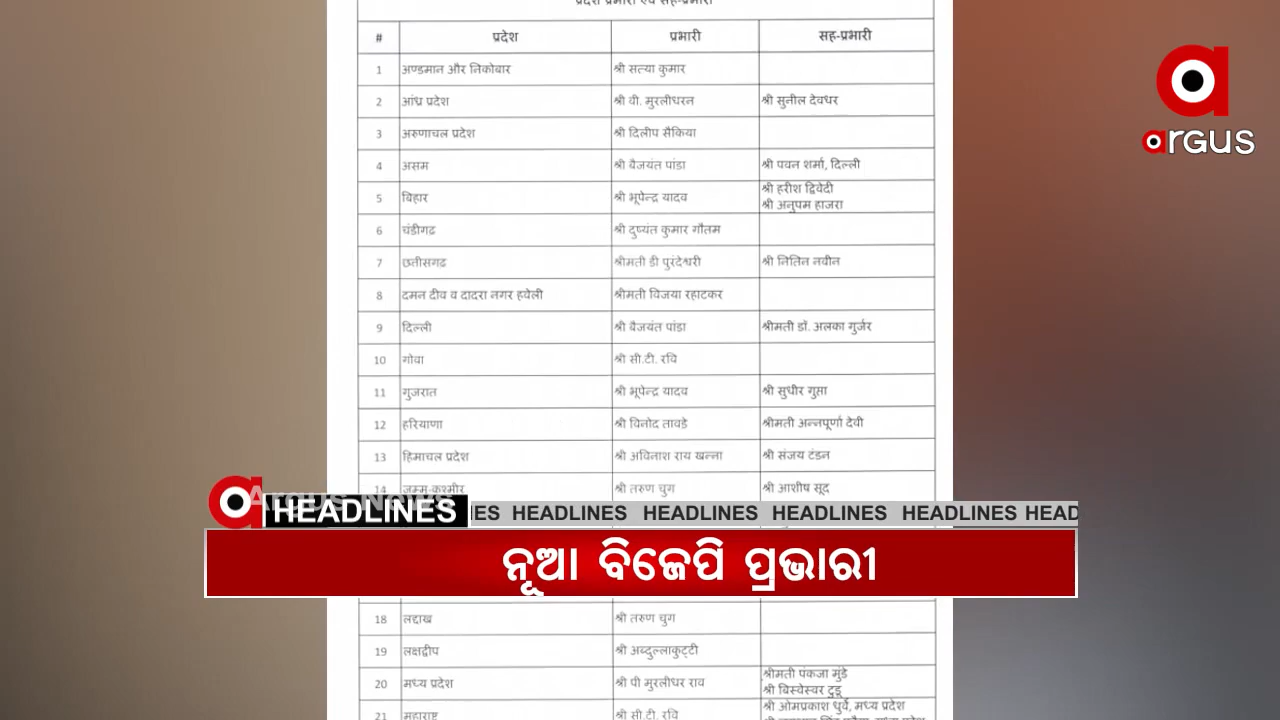 # प्रदेश प्रभारी सह-प्रभारी
1 अण्डमान और निकोबार श्री सत्या कुमार
2 आंध्र प्रदेश श्री वी. मुरलीधरन श्री सुनील देवधर
3 अरुणाचल प्रदेश श्री दिलीप सैकिया
4 असम श्री बैजयंत पांडा श्री पवन शर्मा, दिल्ली
5 बिहार श्री भूपेन्द्र यादव श्री हरीश द्विवेदी
श्री अनुपम हाजरा
6 चंडीगढ श्री दुष्यंत कुमार गौतम
7 छत्तीसगढ श्रीमती डी पुरंदेश्वरी श्री नितिन नवीन
8 दमन दीव व दादरा नगर हवेली श्रीमती विजया रहाटकर
9 दिल्ली श्री बैजयंत पांडा श्रीमती डॉ. अलका गुर्जर
10 गोवा श्री सी.टी. रवि
11 गुजरात श्री भूपेन्द्र यादव श्री सुधीर गुप्ता
12 हरियाणा श्री विनोद तावडे श्रीमती अन्नपूर्णा देवी
13 हिमाचल प्रदेश श्री अविनाश राय खन्ना श्री संजय टंडन
14 जम्मू-कश्मीर श्री तरुण चुग श्री आशीष सूद
argus
Argus News
HEADLINES HEADLINES HEADLINES HEADLINES HEADLINES
ନୂଆ ବିଜେପି ପ୍ରଭାରୀ
18 लद्दाख श्री तरुण चुग
19 लक्षद्वीप श्री अब्दुल्लाकुट्टी
20 मध्य प्रदेश श्री पी मुरलीधर राव श्रीमती पंकजा मुंडे
श्री बिस्वेस्वर टुडू
21 महाराष्ट्र श्री सी.टी. रवि श्री ओमप्रकाश धुर्वे, मध्य प्रदेश